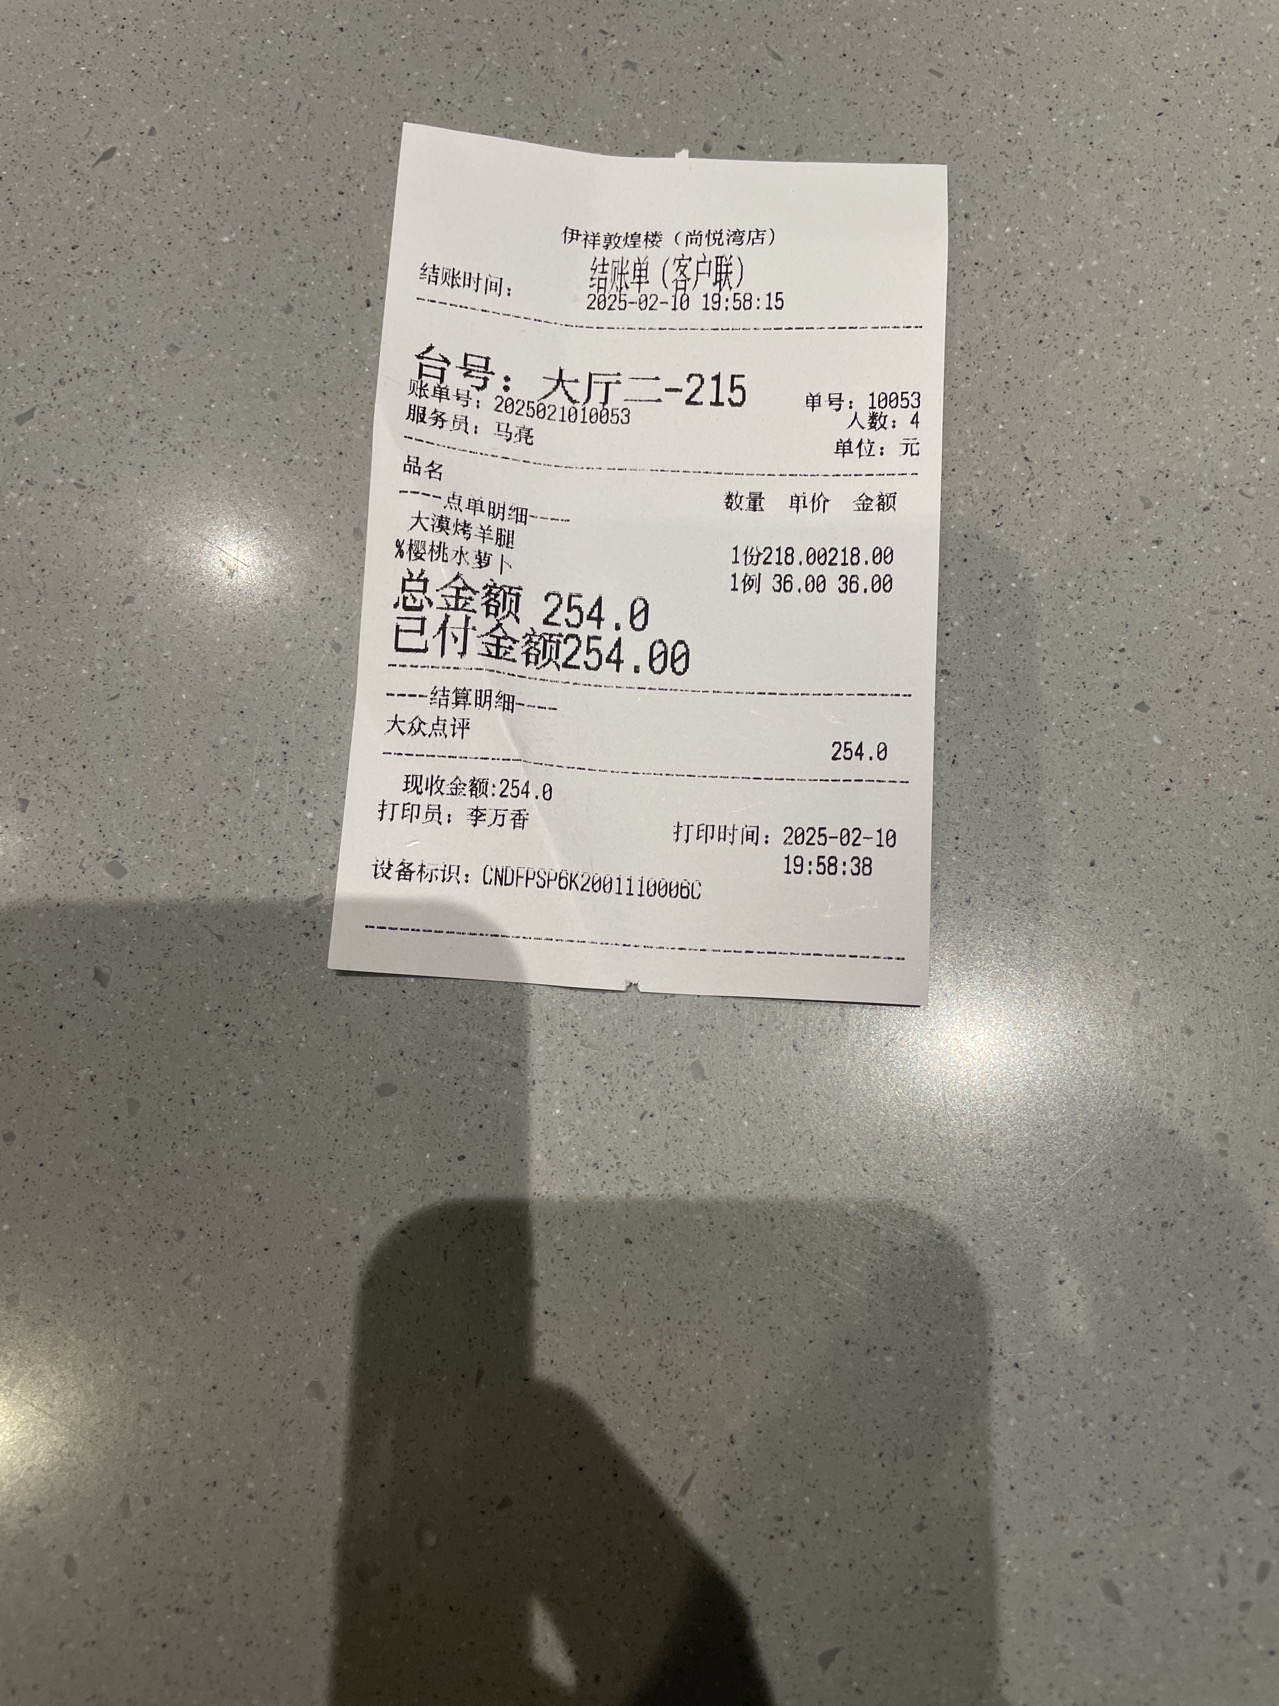 伊祥敦煌楼（尚悦湾店）
结账单（客户联）
结账时间： 2025-02-10 19:58:15
台号：大厅二-215 单号：10053
账单号：2025021010053 人数：4
服务员：马亮 单位：元
品名 数量 单价 金额
----点单明细----
大漠烤羊腿 1份218.00218.00
%樱桃水萝卜 1例 36.00 36.00
总金额 254.0
已付金额254.00
----结算明细----
大众点评 254.0
现收金额:254.0
打印员：李万香 打印时间：2025-02-10
19:58:38
设备标识：CNDFPSP6K2001110006C